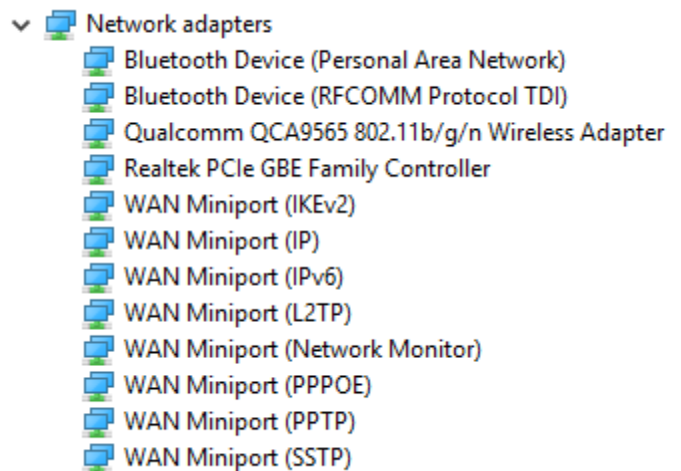 Network adapters
Bluetooth Device (Personal Area Network)
Bluetooth Device (RFCOMM Protocol TDI)
Qualcomm QCA9565 802.11b/g/n Wireless Adapter
Realtek PCIe GBE Family Controller
WAN Miniport (IKEv2)
WAN Miniport (IP)
WAN Miniport (IPv6)
WAN Miniport (L2TP)
WAN Miniport (Network Monitor)
WAN Miniport (PPPOE)
WAN Miniport (PPTP)
WAN Miniport (SSTP)